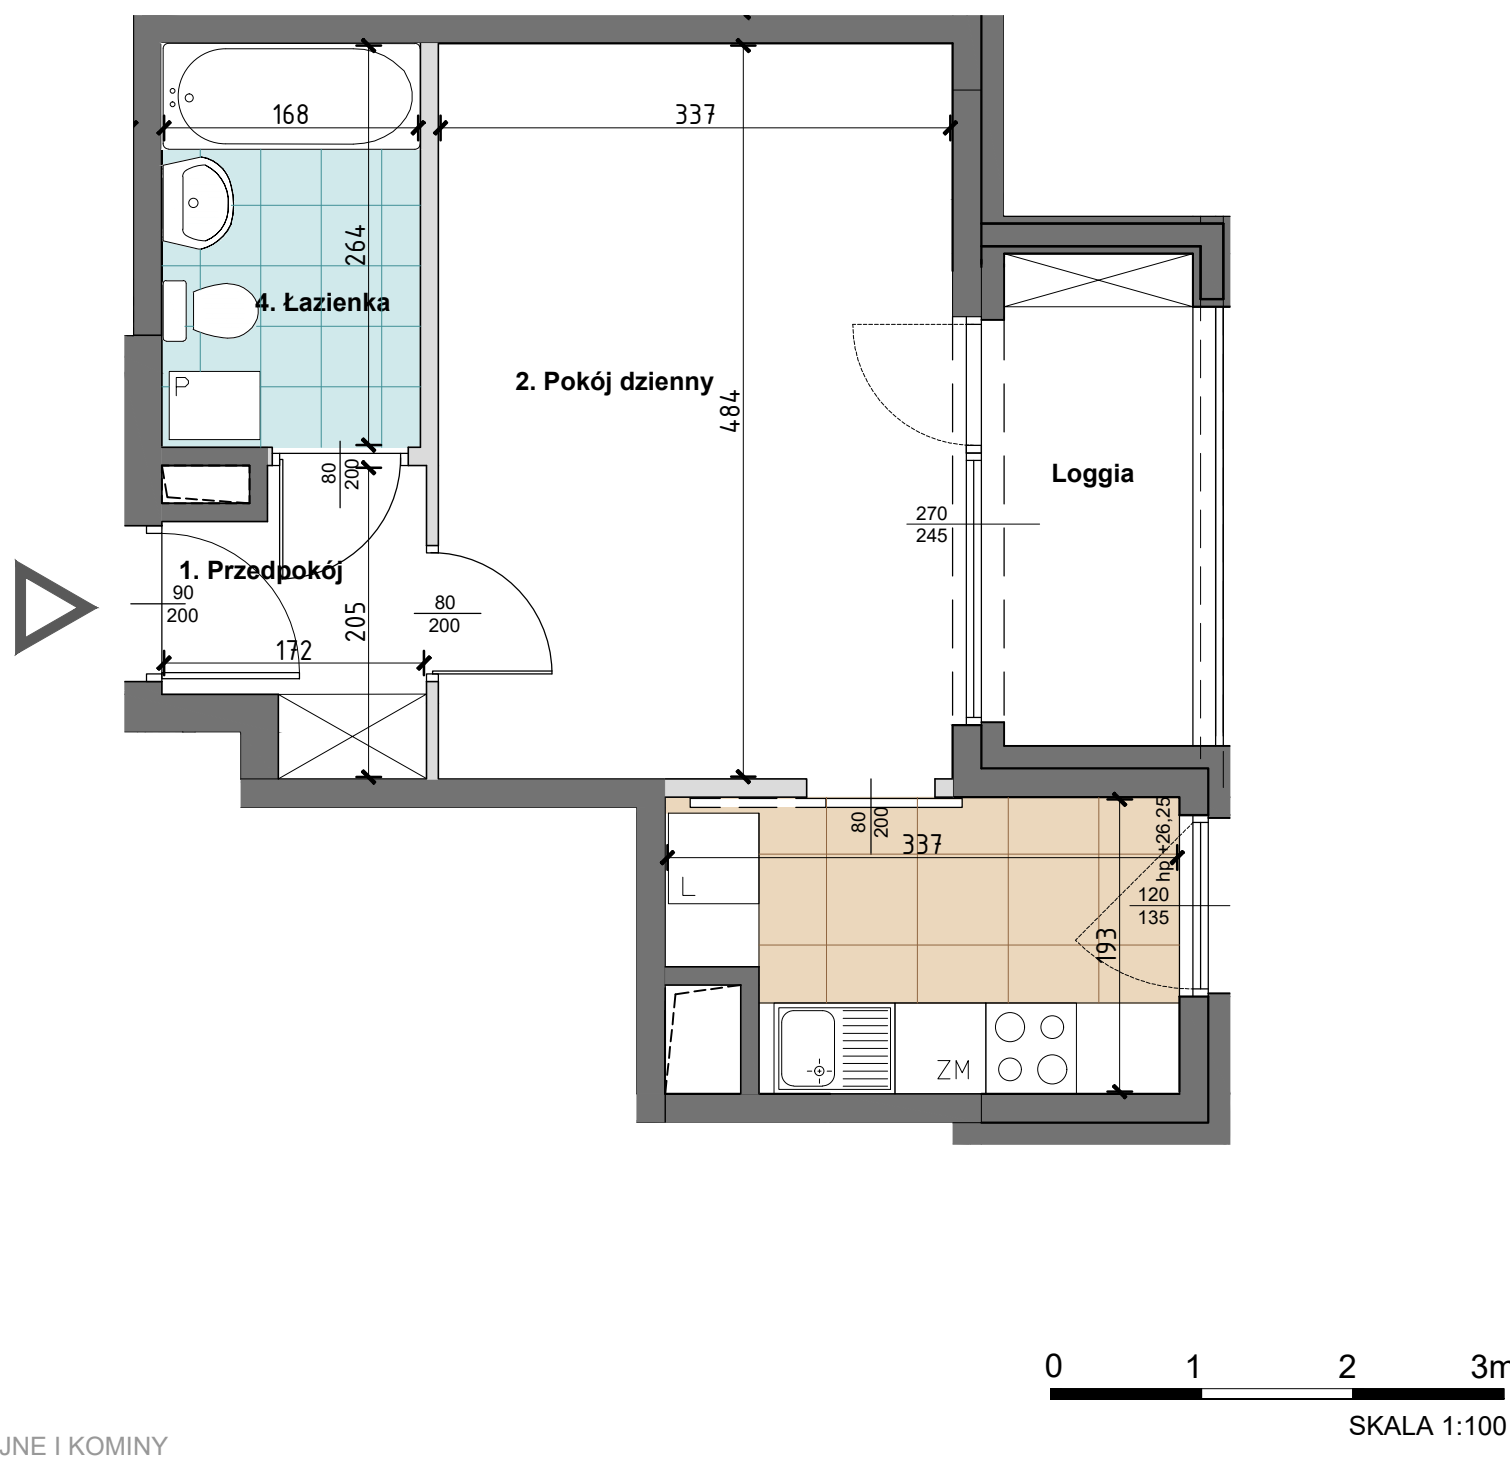 168
337
264
4. Łazienka
P
2. Pokój dzienny
484
80
200
Loggia
270
245
1. Przedpokój
90
200
205
80
200
172
80
200
337
hp +26,25
L
120
135
193
ZM
0 1 2 3m
SKALA 1:100
JNE I KOMINY